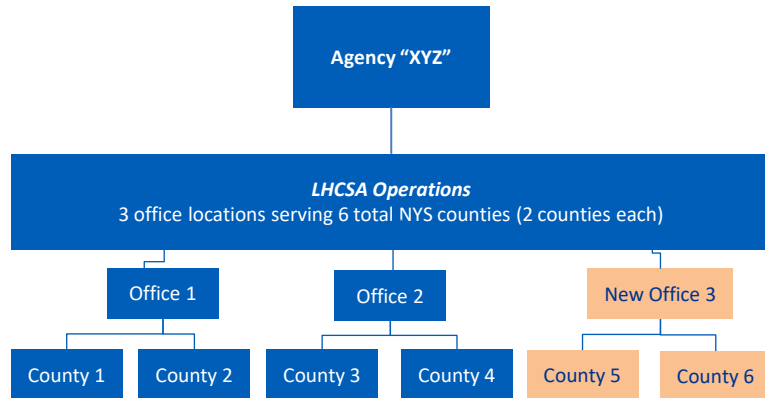 Agency “XYZ”
LHCSA Operations
3 office locations serving 6 total NYS counties (2 counties each)
Office 1
Office 2
New Office 3
County 1
County 2
County 3
County 4
County 5
County 6